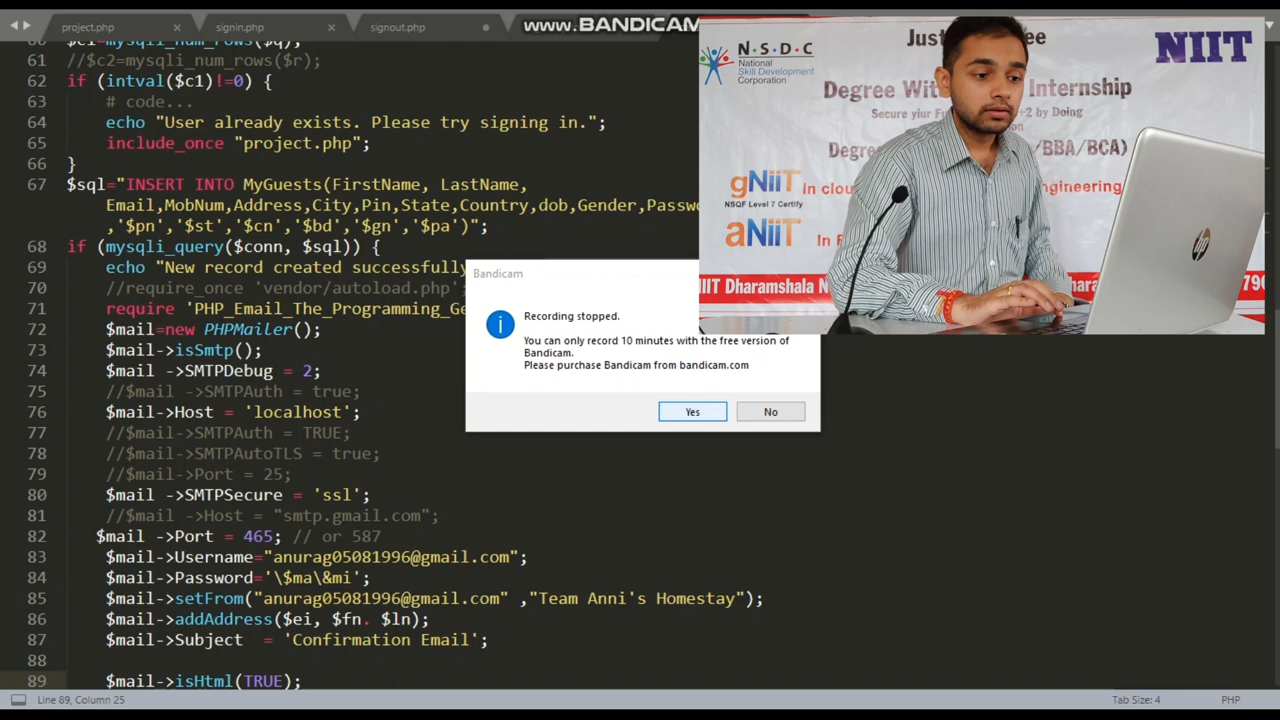 project.php
signin.php
signout.php
www.BANDICAM
61 //$c2=mysqli_num_rows($r);
62 if (intval($c1)!=0) {
63 # code...
64 echo "User already exists. Please try signing in.";
65 include_once "project.php";
66 }
67 $sql="INSERT INTO MyGuests(FirstName, LastName,
Email,MobNum,Address,City,Pin,State,Country,dob,Gender,Passwo
,'$pn','$st','$cn','$bd','$gn','$pa')";
68 if (mysqli_query($conn, $sql)) {
69 echo "New record created successfully
70 //require_once 'vendor/autoload.php';
71 require 'PHP_Email_The_Programming_Ge
72 $mail=new PHPMailer();
73 $mail->isSmtp();
74 $mail ->SMTPDebug = 2;
75 //$mail ->SMTPAuth = true;
76 $mail->Host = 'localhost';
77 //$mail->SMTPAuth = TRUE;
78 //$mail->SMTPAutoTLS = true;
79 //$mail->Port = 25;
80 $mail ->SMTPSecure = 'ssl';
81 //$mail ->Host = "smtp.gmail.com";
82 $mail ->Port = 465; // or 587
83 $mail->Username="anurag05081996@gmail.com";
84 $mail->Password='\$ma\&mi';
85 $mail->setFrom("anurag05081996@gmail.com" ,"Team Anni's Homestay");
86 $mail->addAddress($ei, $fn. $ln);
87 $mail->Subject = 'Confirmation Email';
88
89 $mail->isHtml(TRUE);
Line 89, Column 25
Tab Size: 4
PHP
Bandicam
Recording stopped.
You can only record 10 minutes with the free version of
Bandicam.
Please purchase Bandicam from bandicam.com
Yes
No
N·S·D·C
National
Skill Development
Corporation
NIIT
Degree Internship
Secure by Doing
/BBA/BCA)
gNiiT In clou
NSQF Level 7 Certify
aNiiT
NIIT Dharamshala
hp